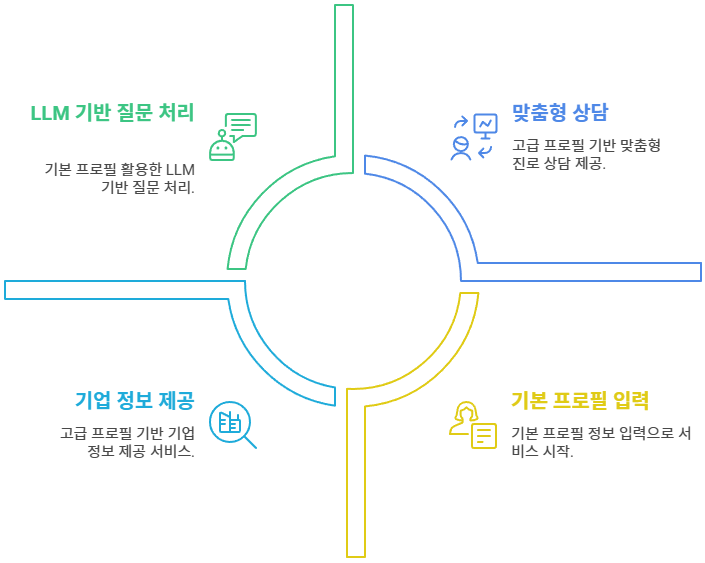 LLM 기반 질문 처리
기본 프로필 활용한 LLM
기반 질문 처리.
맞춤형 상담
고급 프로필 기반 맞춤형
진로 상담 제공.
기업 정보 제공
고급 프로필 기반 기업
정보 제공 서비스.
기본 프로필 입력
기본 프로필 정보 입력으로 서
비스 시작.